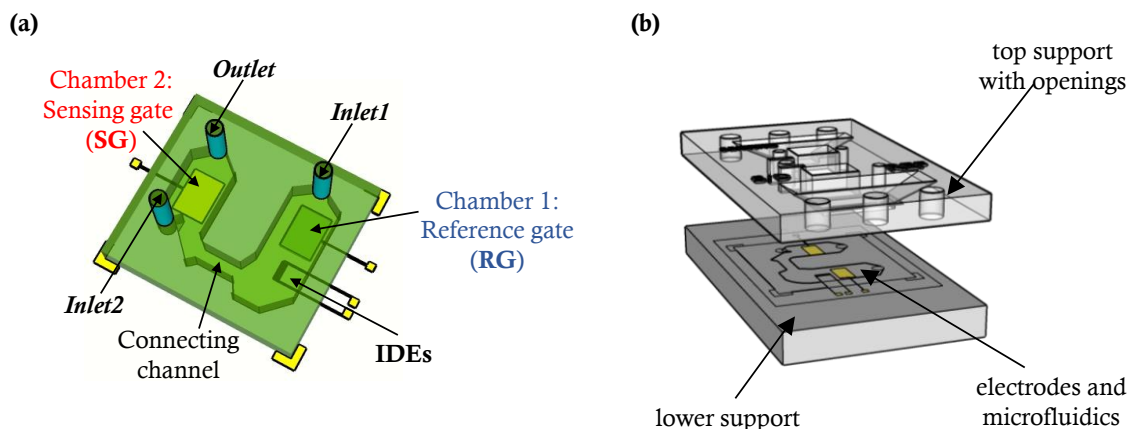 (a)
Outlet
Chamber 2:
Sensing gate
(SG)
Inlet1
Chamber 1:
Reference gate
(RG)
Inlet2
Connecting
channel
IDEs
(b)
top support
with openings
lower support
electrodes and
microfluidics